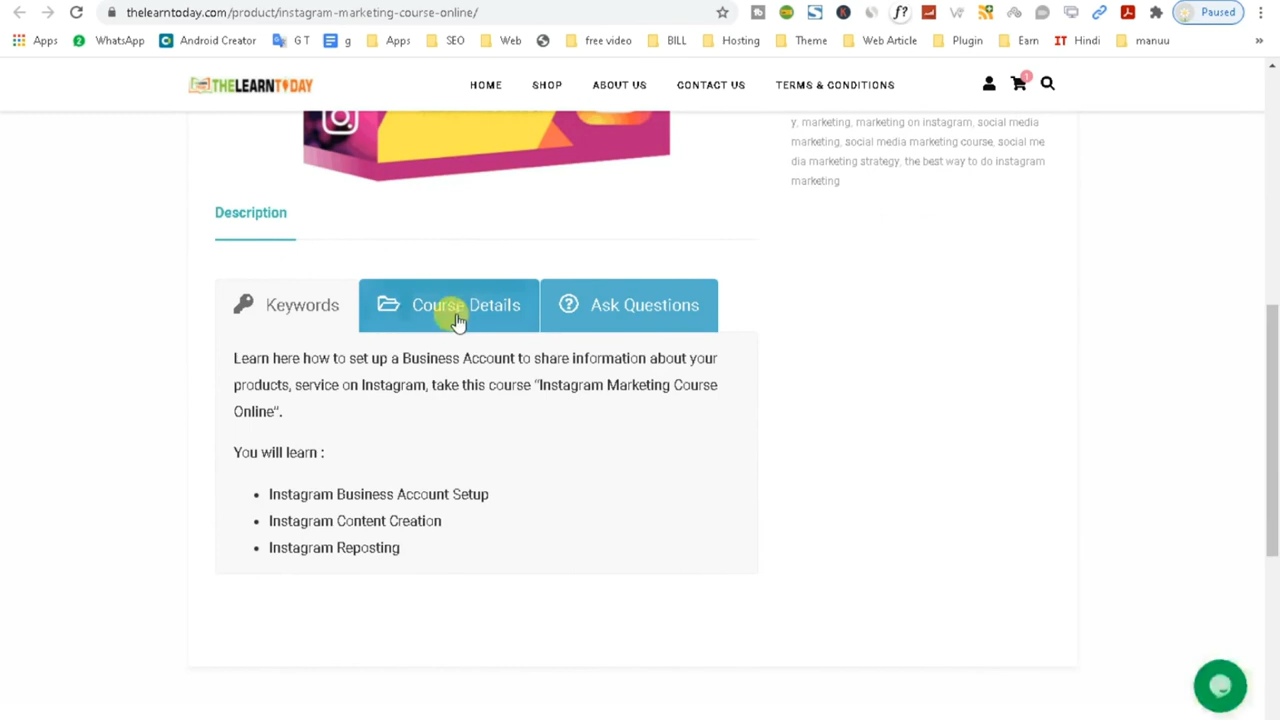 thelearntoday.com/product/instagram-marketing-course-online/
Paused
Apps WhatsApp Android Creator G T g Apps SEO Web free video BILL Hosting Theme Web Article Plugin Earn IT Hindi manuu »
THELEARNTODAY HOME SHOP ABOUT US CONTACT US TERMS & CONDITIONS 1
y, marketing, marketing on instagram, social media
marketing, social media marketing course, social me
dia marketing strategy, the best way to do instagram
marketing
Description
Keywords Course Details Ask Questions
Learn here how to set up a Business Account to share information about your
products, service on Instagram, take this course “Instagram Marketing Course
Online”.
You will learn :
• Instagram Business Account Setup
• Instagram Content Creation
• Instagram Reposting